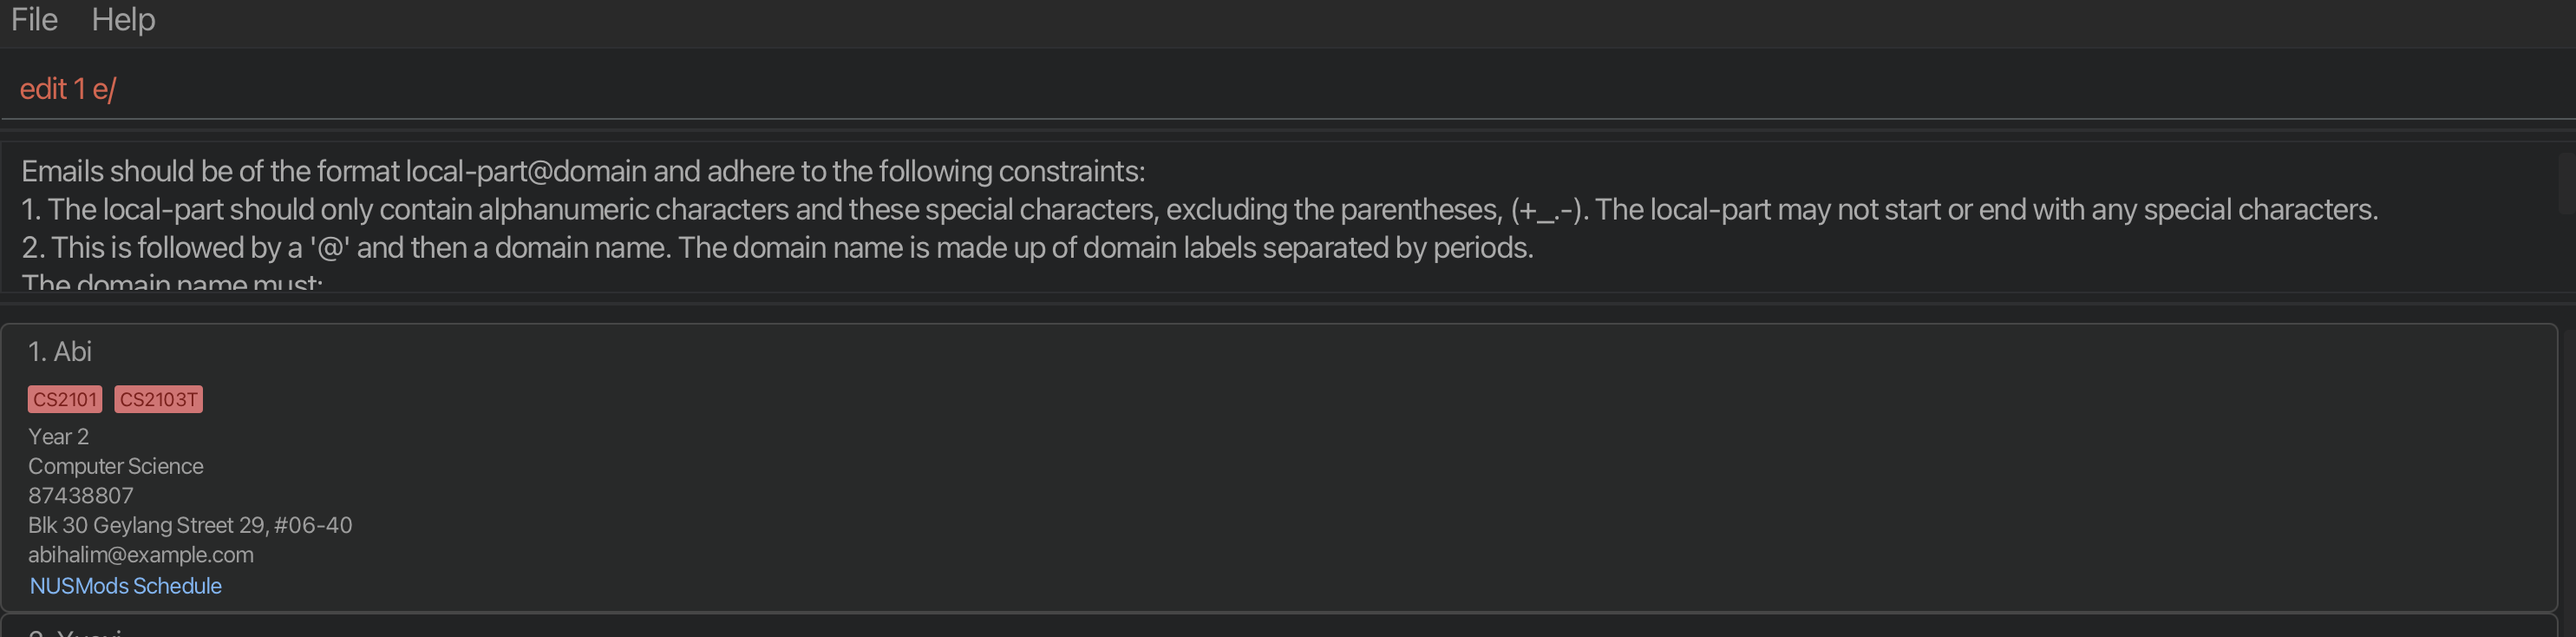 File Help
edit 1 e/
Emails should be of the format local-part@domain and adhere to the following constraints:
1. The local-part should only contain alphanumeric characters and these special characters, excluding the parentheses, (+_.-). The local-part may not start or end with any special characters.
2. This is followed by a '@' and then a domain name. The domain name is made up of domain labels separated by periods.
The domain name must:
1. Abi
CS2101 CS2103T
Year 2
Computer Science
87438807
Blk 30 Geylang Street 29, #06-40
abihalim@example.com
NUSMods Schedule